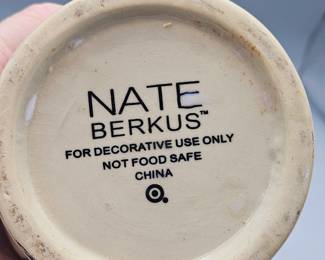 NATE
BERKUS™
FOR DECORATIVE USE ONLY
NOT FOOD SAFE
CHINA